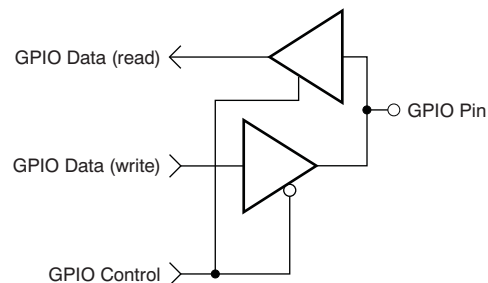 GPIO Data (read)
GPIO Pin
GPIO Data (write)
GPIO Control